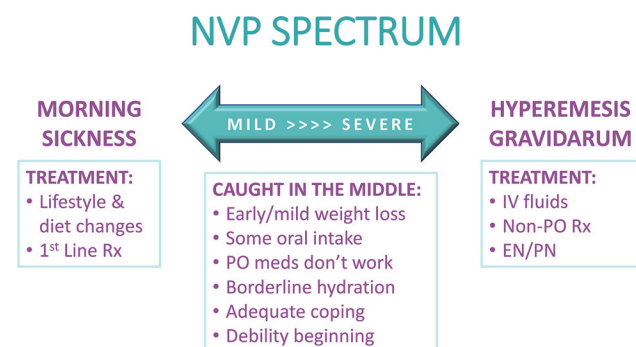 NVP SPECTRUM
MILD >>>> SEVERE
MORNING
SICKNESS
TREATMENT:
• Lifestyle &
diet changes
• 1st Line Rx
CAUGHT IN THE MIDDLE:
• Early/mild weight loss
• Some oral intake
• PO meds don’t work
• Borderline hydration
• Adequate coping
• Debility beginning
HYPEREMESIS
GRAVIDARUM
TREATMENT:
• IV fluids
• Non-PO Rx
• EN/PN